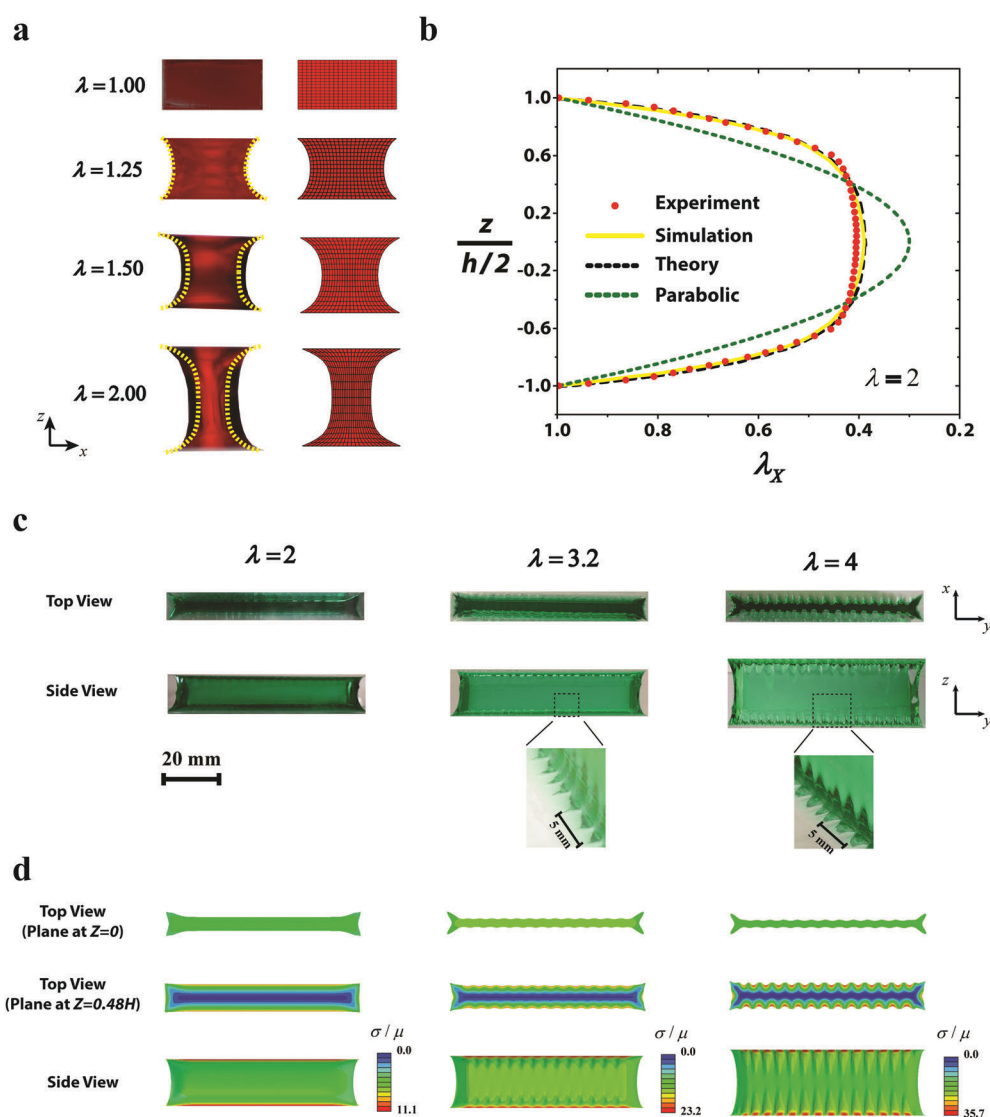 a
λ = 1.00
λ = 1.25
λ = 1.50
λ = 2.00
z
x
b
1.0
0.6
0.2
-0.2
-0.6
-1.0
z
h/2
Experiment
Simulation
Theory
Parabolic
λ = 2
1.0 0.8 0.6 0.4 0.2
λX
c
λ = 2 λ = 3.2 λ = 4
Top View
x
y
Side View
z
y
20 mm
5 mm
5 mm
d
Top View
(Plane at Z=0)
Top View
(Plane at Z=0.48H)
σ / μ σ / μ σ / μ
0.0 0.0 0.0
Side View
11.1 23.2 35.7